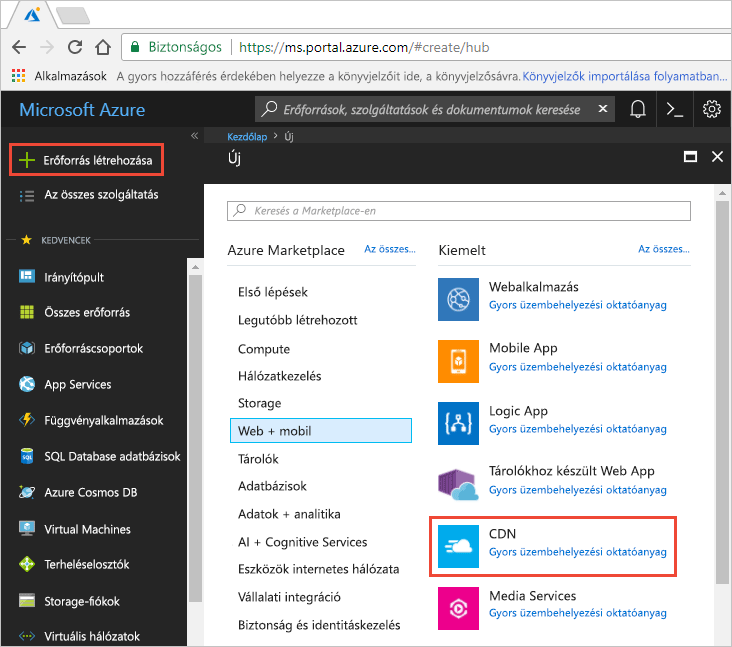 Biztonságos
https://ms.portal.azure.com/#create/hub
Alkalmazások
A gyors hozzáférés érdekében helyezze a könyvjelzőit ide, a könyvjelzősávra. Könyvjelzők importálása folyamatban...
Microsoft Azure
Erőforrások, szolgáltatások és dokumentumok keresése
Erőforrás létrehozása
Az összes szolgáltatás
KEDVENCEK
Irányítópult
Összes erőforrás
Erőforráscsoportok
App Services
Függvényalkalmazások
SQL Database adatbázisok
Azure Cosmos DB
Virtual Machines
Terheléselosztók
Storage-fiókok
Virtuális hálózatok
Kezdőlap > Új
Új
Keresés a Marketplace-en
Azure Marketplace
Az összes...
Első lépések
Legutóbb létrehozott
Compute
Hálózatkezelés
Storage
Web + mobil
Tárolók
Adatbázisok
Adatok + analitika
AI + Cognitive Services
Eszközök internetes hálózata
Vállalati integráció
Biztonság és identitáskezelés
Kiemelt
Az összes...
Webalkalmazás
Gyors üzembehelyezési oktatóanyag
Mobile App
Gyors üzembehelyezési oktatóanyag
Logic App
Gyors üzembehelyezési oktatóanyag
Tárolókhoz készült Web App
Gyors üzembehelyezési oktatóanyag
CDN
Gyors üzembehelyezési oktatóanyag
Media Services
Gyors üzembehelyezési oktatóanyag